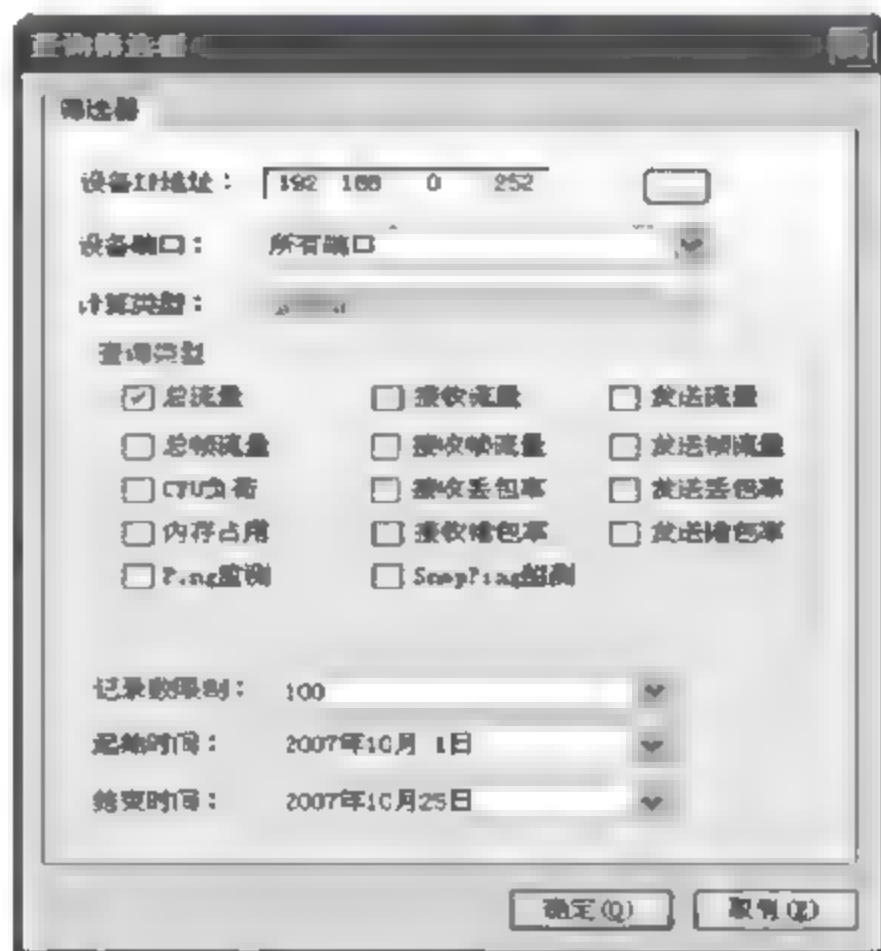 查询筛选器
筛选器
设备IP地址： 192 168 0 252
设备端口： 所有端口
计算类型：
查询类型
总流量 接收流量 发送流量
总帧流量 接收帧流量 发送帧流量
CPU负荷 接收丢包率 发送丢包率
内存占用 接收错包率 发送错包率
Ping监测 SnmpPing监测
记录数限制： 100
起始时间： 2007年10月 1日
结束时间： 2007年10月25日
确定(Q) 取消(E)